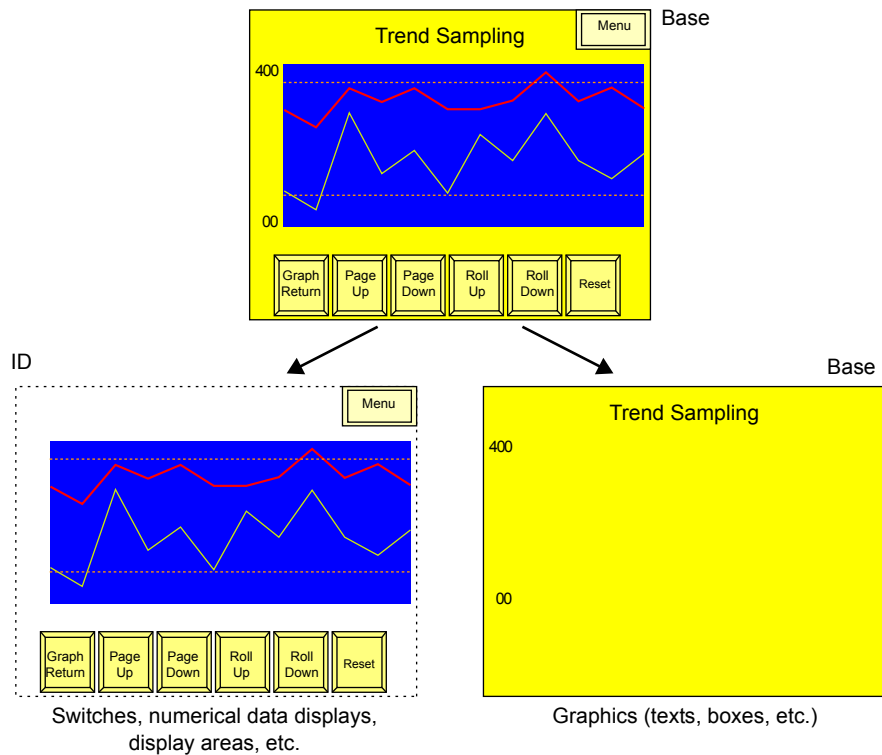 Base
Menu
Trend Sampling
400
00
Graph
Return
Page
Up
Page
Down
Roll
Up
Roll
Down
Reset
ID
Base
Menu
Graph
Return
Page
Up
Page
Down
Roll
Up
Roll
Down
Reset
Trend Sampling
400
00
Switches, numerical data displays,
display areas, etc.
Graphics (texts, boxes, etc.)